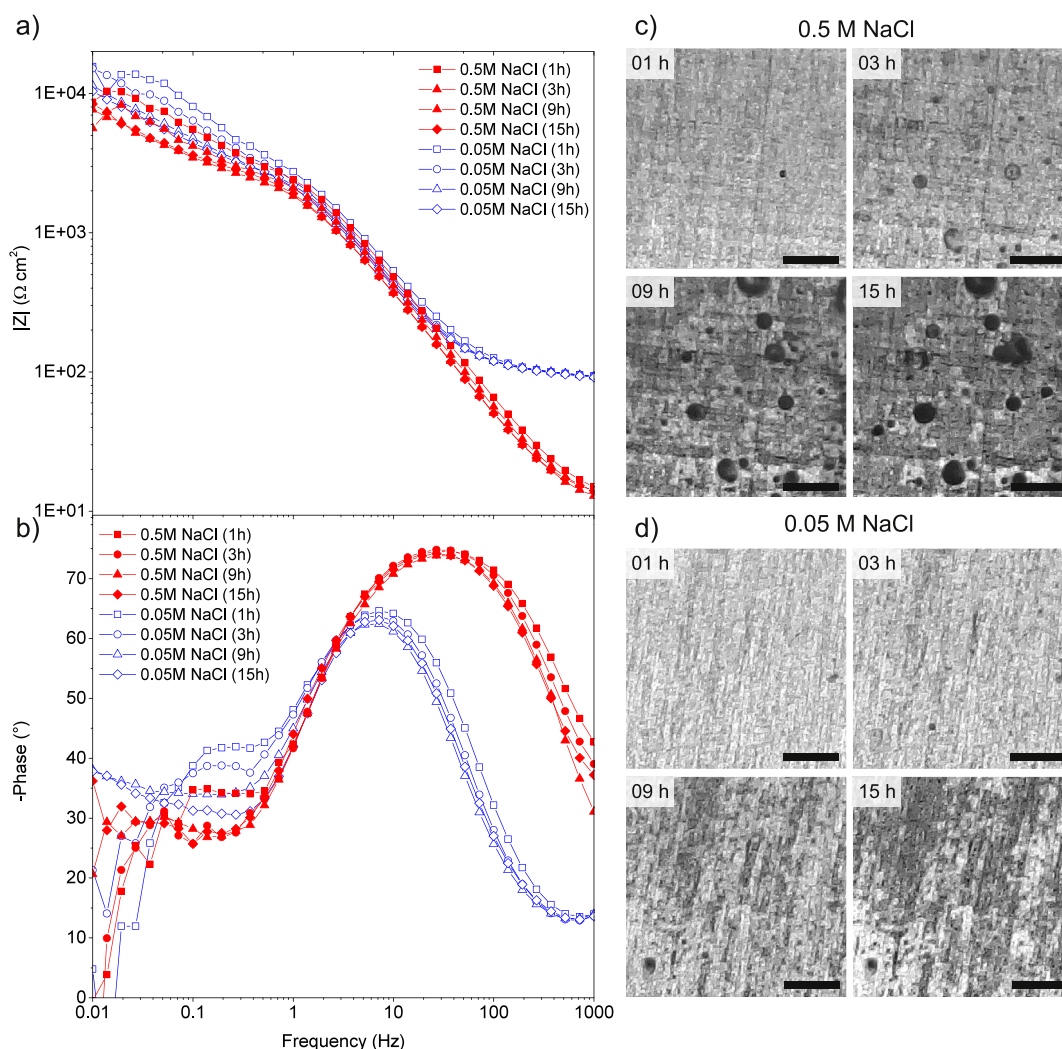 a)
1E+04
1E+03
1E+02
1E+01
|Z| (Ω cm²)
0.5M NaCl (1h)
0.5M NaCl (3h)
0.5M NaCl (9h)
0.5M NaCl (15h)
0.05M NaCl (1h)
0.05M NaCl (3h)
0.05M NaCl (9h)
0.05M NaCl (15h)
b)
70
60
50
40
30
20
10
0
-Phase (°)
0.5M NaCl (1h)
0.5M NaCl (3h)
0.5M NaCl (9h)
0.5M NaCl (15h)
0.05M NaCl (1h)
0.05M NaCl (3h)
0.05M NaCl (9h)
0.05M NaCl (15h)
0.01 0.1 1 10 100 1000
Frequency (Hz)
c)
0.5 M NaCl
01 h
03 h
09 h
15 h
d)
0.05 M NaCl
01 h
03 h
09 h
15 h